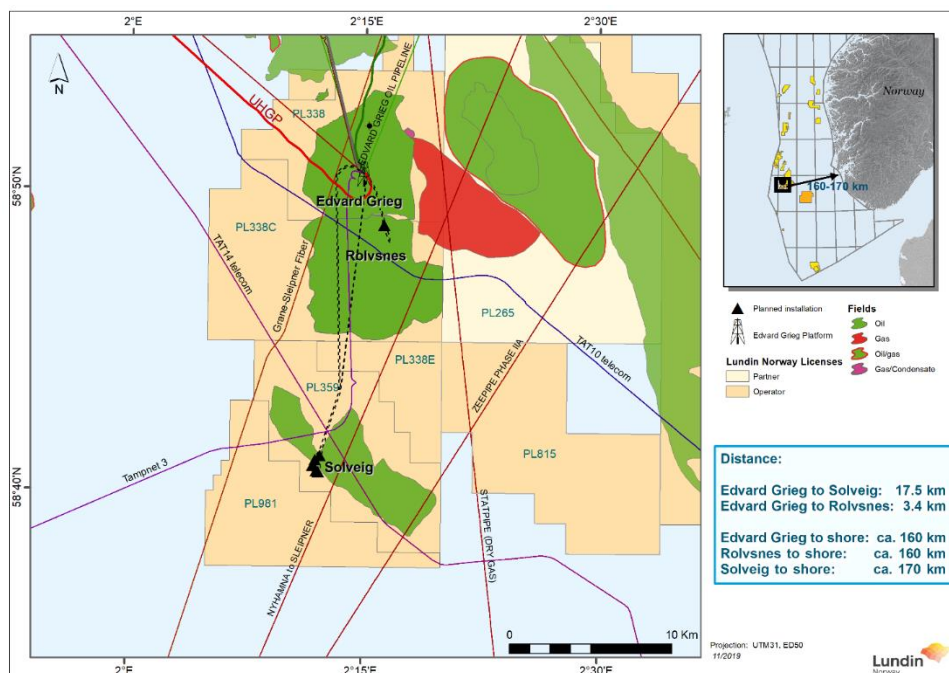 2°E 2°15'E 2°30'E
N
58°50'N
58°40'N
UHGP
PL338
EDVARD GRIEG OIL PIPELINE
Edvard Grieg
PL338C
Rolvsnes
TAT14 telecom
Grane-Sleipner Fiber
PL265
PL338E
ZEEPIPE PHASE IIA
TAT10 telecom
PL359
Tampnet 3
Solveig
PL815
PL981
NYHAMNA to SLEIPNER
STATPIPE (DRY GAS)
0 10 Km
2°E 2°15'E 2°30'E
Norway
160-170 km
Planned installation
Edvard Grieg Platform
Lundin Norway Licenses
Partner
Operator
Fields
Oil
Gas
Oil/gas
Gas/Condensate
Distance:
Edvard Grieg to Solveig: 17.5 km
Edvard Grieg to Rolvsnes: 3.4 km
Edvard Grieg to shore: ca. 160 km
Rolvsnes to shore: ca. 160 km
Solveig to shore: ca. 170 km
Projection: UTM31, ED50
11/2019
Lundin
Norway